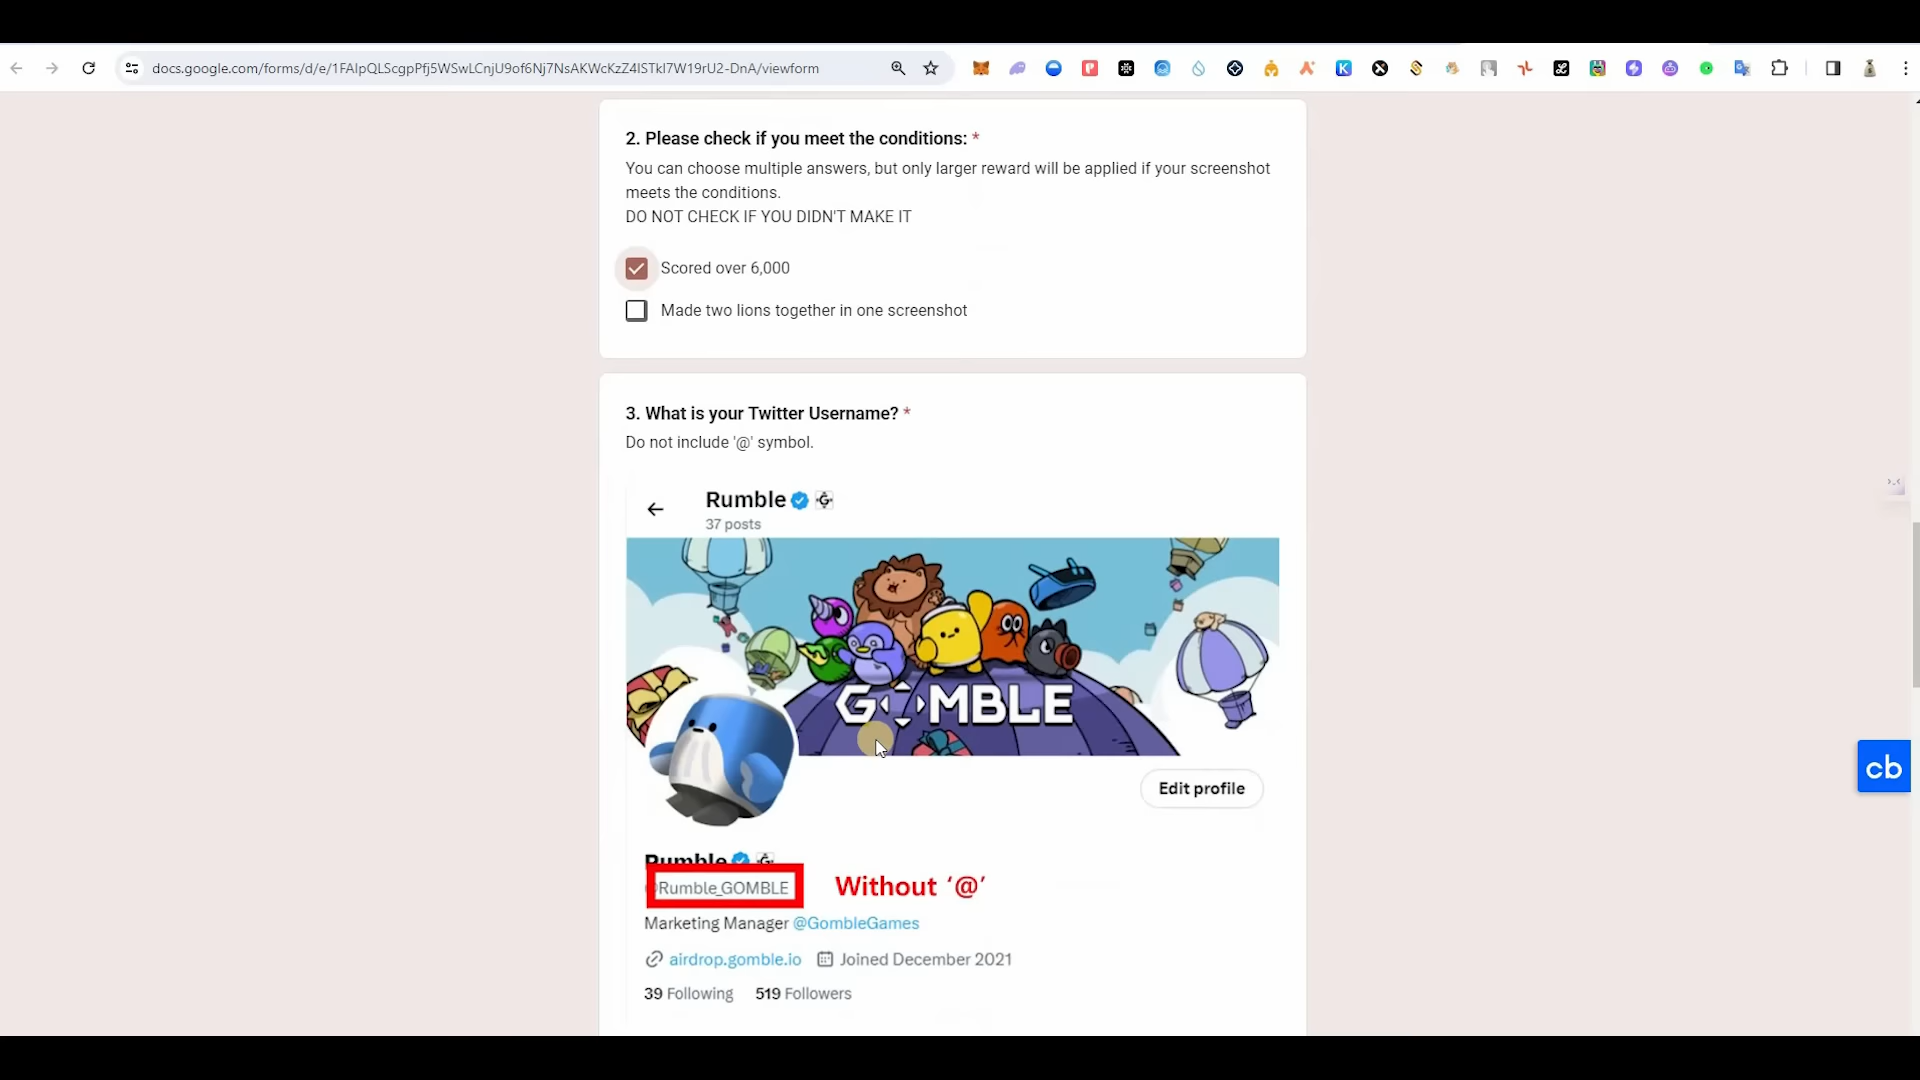 docs.google.com/forms/d/e/1FAIpQLScgpPfj5WSwLCnjU9of6Nj7NsAKWcKzZ4ISTkI7W19rU2-DnA/viewform
2. Please check if you meet the conditions: *
You can choose multiple answers, but only larger reward will be applied if your screenshot
meets the conditions.
DO NOT CHECK IF YOU DIDN'T MAKE IT
Scored over 6,000
Made two lions together in one screenshot
3. What is your Twitter Username? *
Do not include '@' symbol.
Rumble
37 posts
GOMBLE
Edit profile
Rumble
@Rumble_GOMBLE
Without ‘@’
Marketing Manager @GombleGames
airdrop.gomble.io Joined December 2021
39 Following 519 Followers
cb